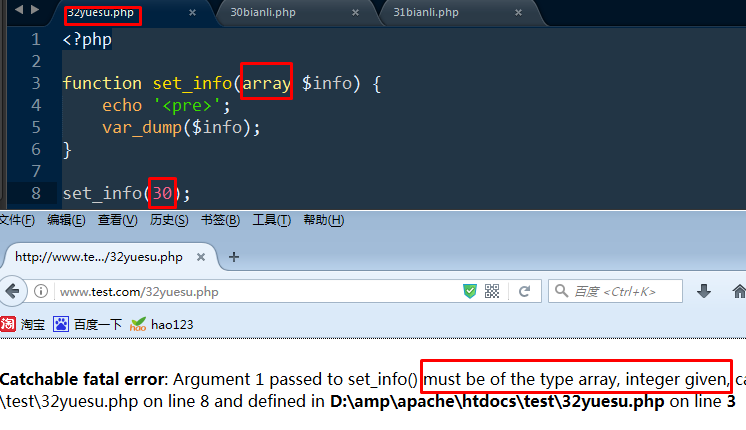 32yuesu.php × 30bianli.php × 31bianli.php ×
1 <?php
2
3 function set_info(array $info) {
4 echo '<pre>';
5 var_dump($info);
6 }
7
8 set_info(30);
文件(F) 编辑(E) 查看(V) 历史(S) 书签(B) 工具(T) 帮助(H)
http://www.te.../32yuesu.php × +
www.test.com/32yuesu.php 百度 <Ctrl+K>
淘 淘宝 百度一下 hao hao123
Catchable fatal error: Argument 1 passed to set_info() must be of the type array, integer given, ca
\test\32yuesu.php on line 8 and defined in D:\amp\apache\htdocs\test\32yuesu.php on line 3